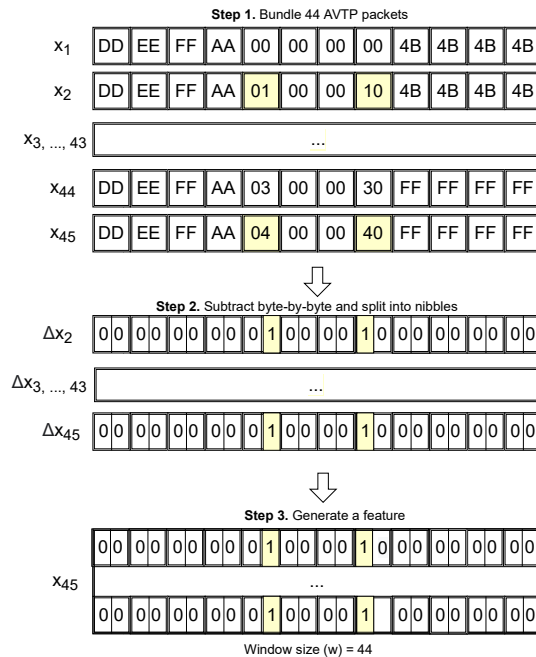 Step 1. Bundle 44 AVTP packets
x1 DD EE FF AA 00 00 00 00 4B 4B 4B 4B
x2 DD EE FF AA 01 00 00 10 4B 4B 4B 4B
x3, ..., 43 ...
x44 DD EE FF AA 03 00 00 30 FF FF FF FF
x45 DD EE FF AA 04 00 00 40 FF FF FF FF
Step 2. Subtract byte-by-byte and split into nibbles
Δx2 0 0 0 0 0 0 0 0 0 1 0 0 0 0 1 0 0 0 0 0 0 0 0 0
Δx3, ..., 43 ...
Δx45 0 0 0 0 0 0 0 0 0 1 0 0 0 0 1 0 0 0 0 0 0 0 0 0
Step 3. Generate a feature
0 0 0 0 0 0 0 0 0 1 0 0 0 0 1 0 0 0 0 0 0 0 0 0
x45 ...
0 0 0 0 0 0 0 0 0 1 0 0 0 0 1 0 0 0 0 0 0 0 0
Window size (w) = 44